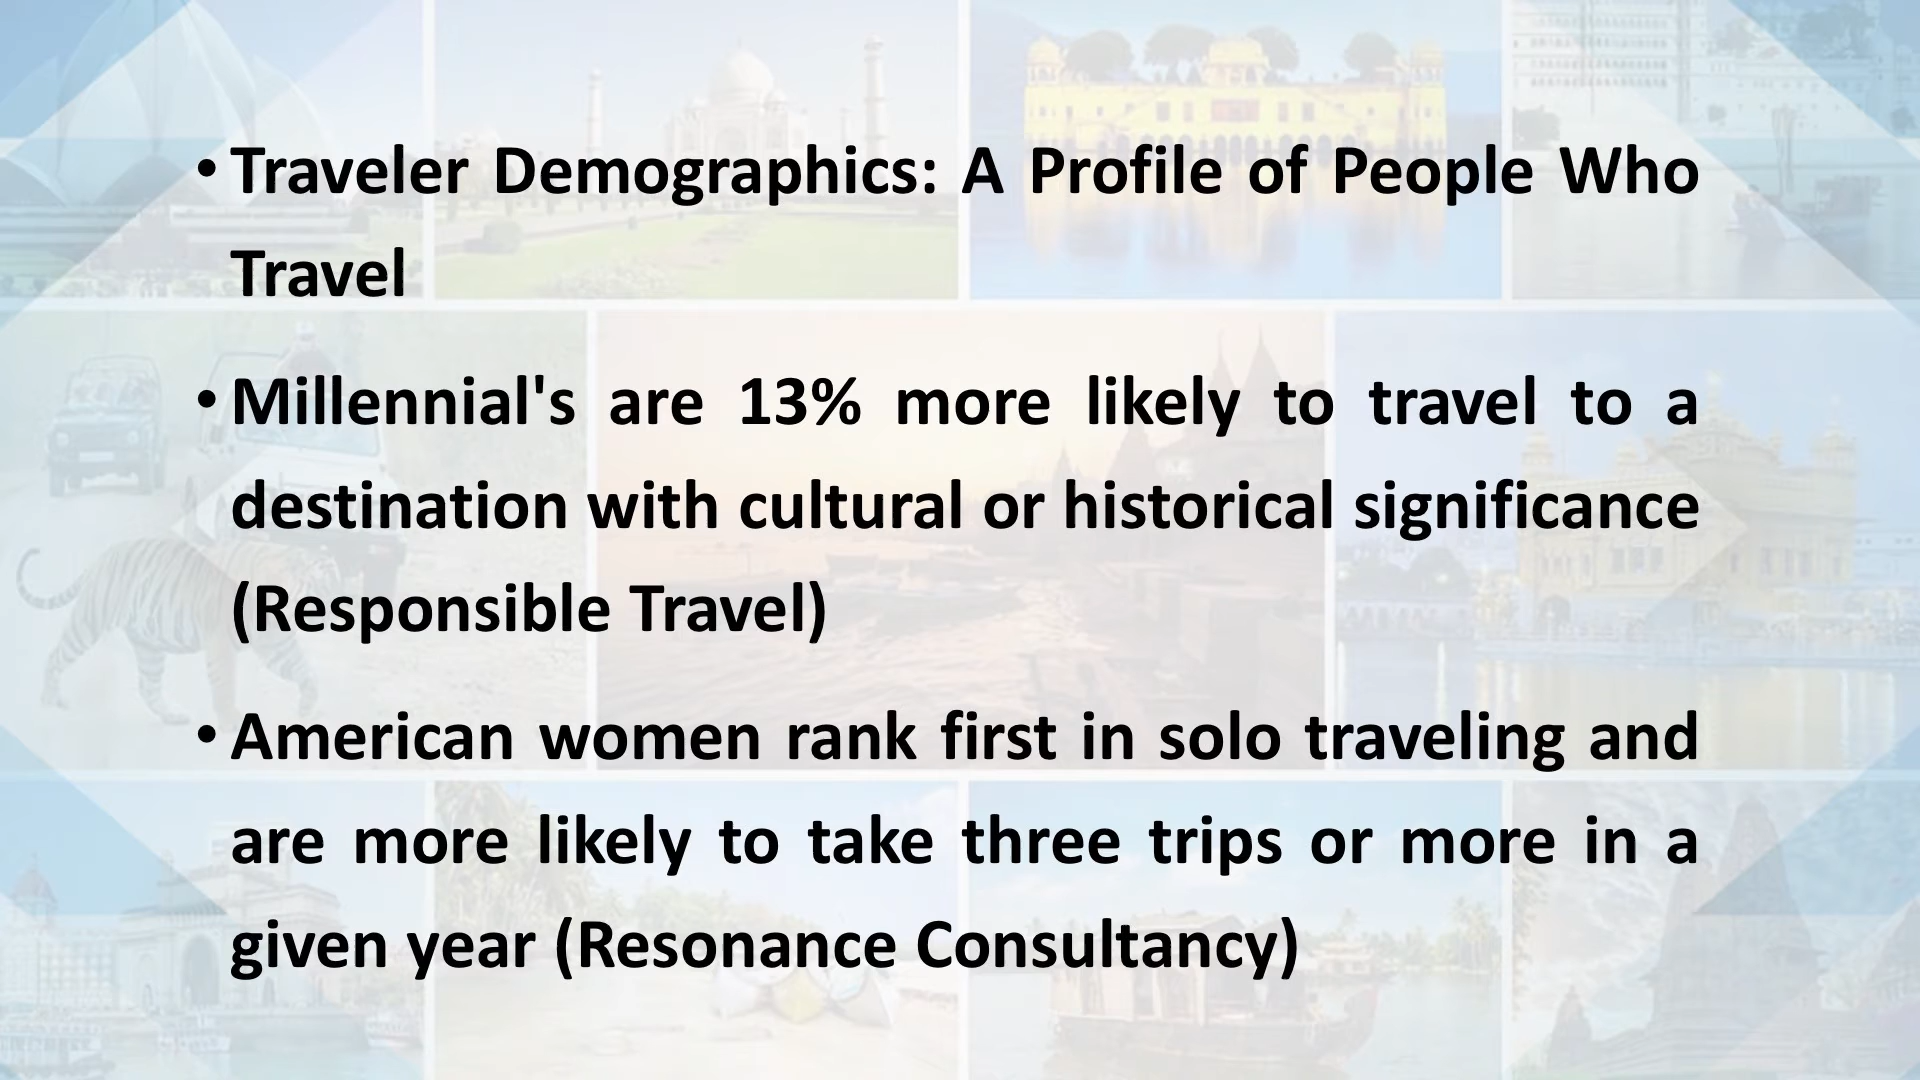 • Traveler Demographics: A Profile of People Who
Travel
• Millennial's are 13% more likely to travel to a
destination with cultural or historical significance
(Responsible Travel)
• American women rank first in solo traveling and
are more likely to take three trips or more in a
given year (Resonance Consultancy)